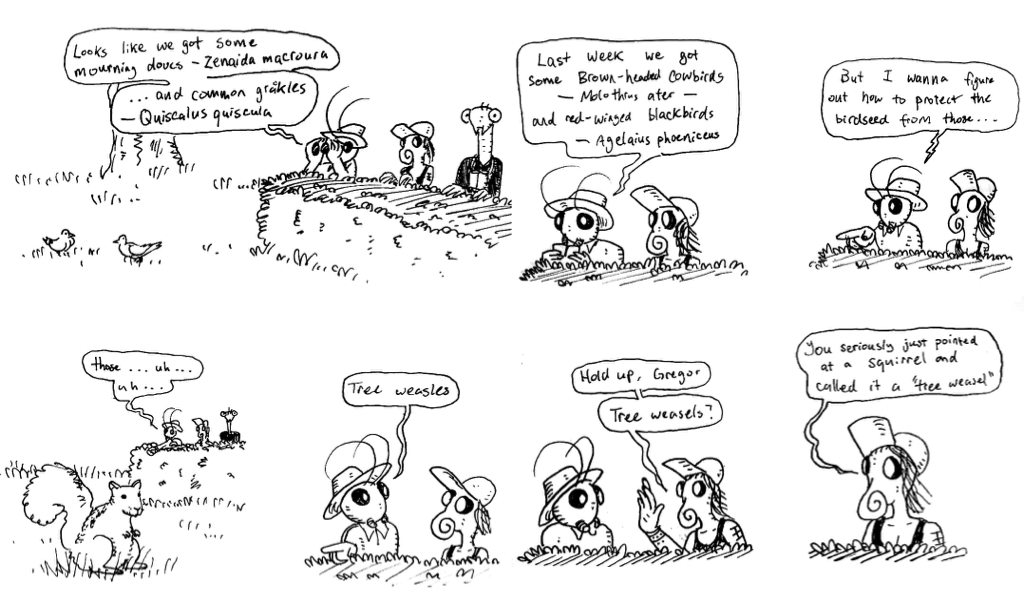 Looks like we got some
mourning doves - Zenaida macroura
... and common grakles
- Quiscalus quiscula
Last week we got
some Brown-headed Cowbirds
- Molothrus ater -
and red-winged blackbirds
- Agelaius phoeniceus
But I wanna figure
out how to protect the
birdseed from those...
those ... uh ...
uh ...
Tree weasles
Hold up, Gregor
Tree weasels?
You seriously just pointed
at a squirrel and
called it a "tree weasel"